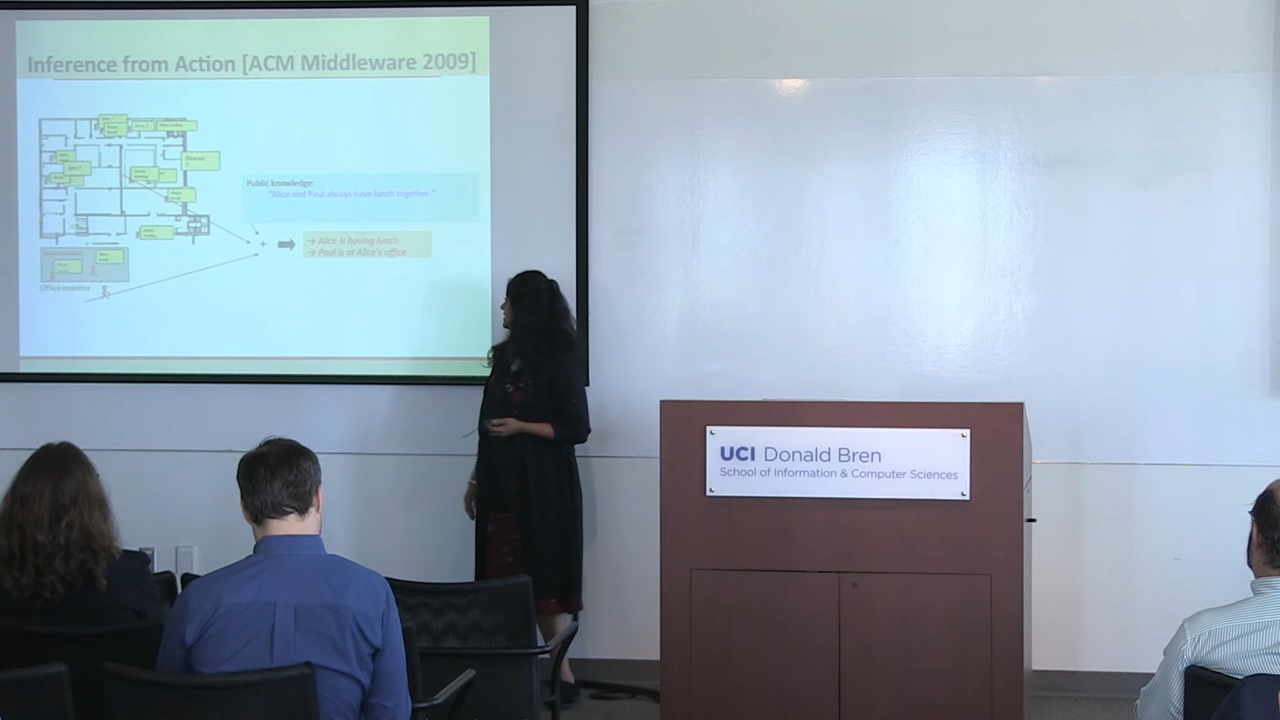 Inference from Action [ACM Middleware 2009]
Public knowledge:
"Alice and Paul always have lunch together."
+
→ Alice is having lunch
→ Paul is at Alice's office
Office monitor
UCI Donald Bren
School of Information & Computer Sciences